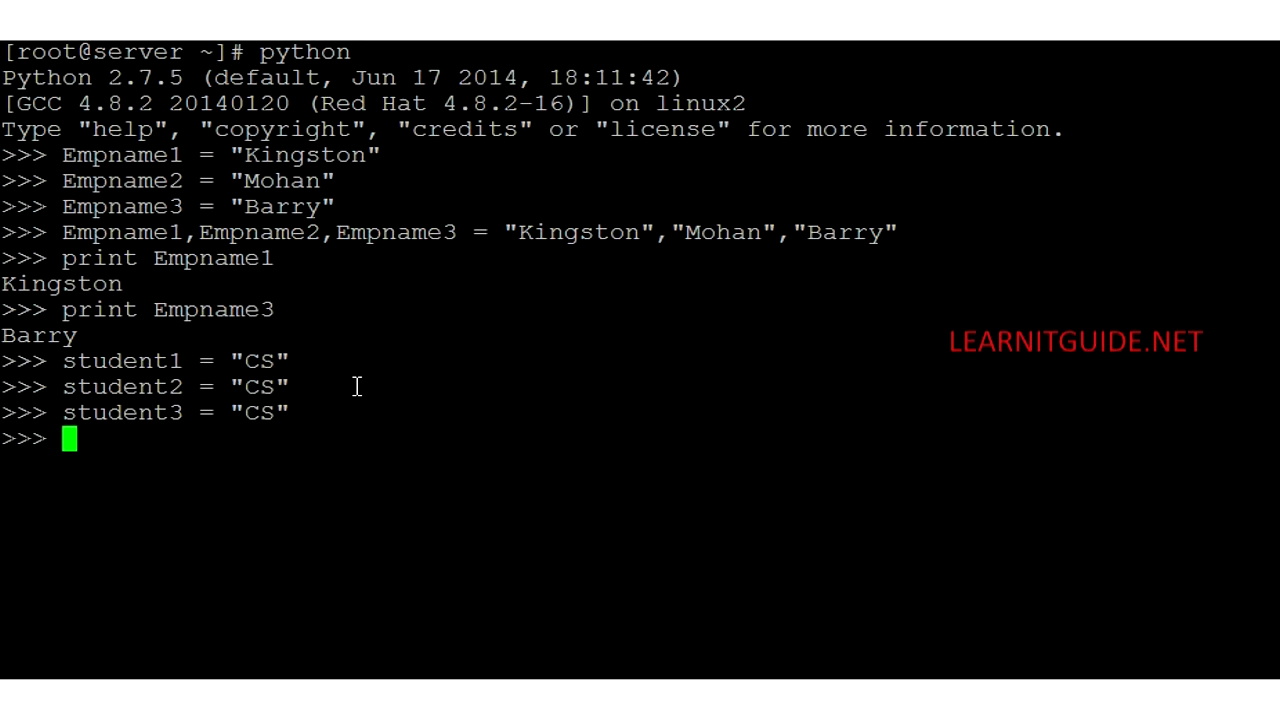 [root@server ~]# python
Python 2.7.5 (default, Jun 17 2014, 18:11:42)
[GCC 4.8.2 20140120 (Red Hat 4.8.2-16)] on linux2
Type "help", "copyright", "credits" or "license" for more information.
>>> Empname1 = "Kingston"
>>> Empname2 = "Mohan"
>>> Empname3 = "Barry"
>>> Empname1,Empname2,Empname3 = "Kingston","Mohan","Barry"
>>> print Empname1
Kingston
>>> print Empname3
Barry
LEARNITGUIDE.NET
>>> student1 = "CS"
>>> student2 = "CS"
>>> student3 = "CS"
>>>